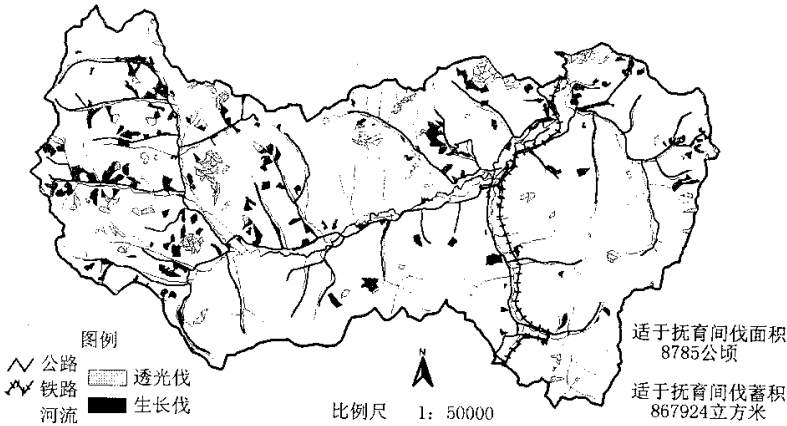 图例
公路
铁路
河流
透光伐
生长伐
N
比例尺 1: 50000
适于抚育间伐面积
8785公顷
适于抚育间伐蓄积
867924立方米